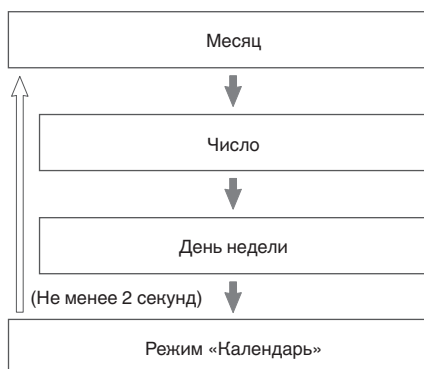 Месяц
Число
День недели
(Не менее 2 секунд)
Режим «Календарь»